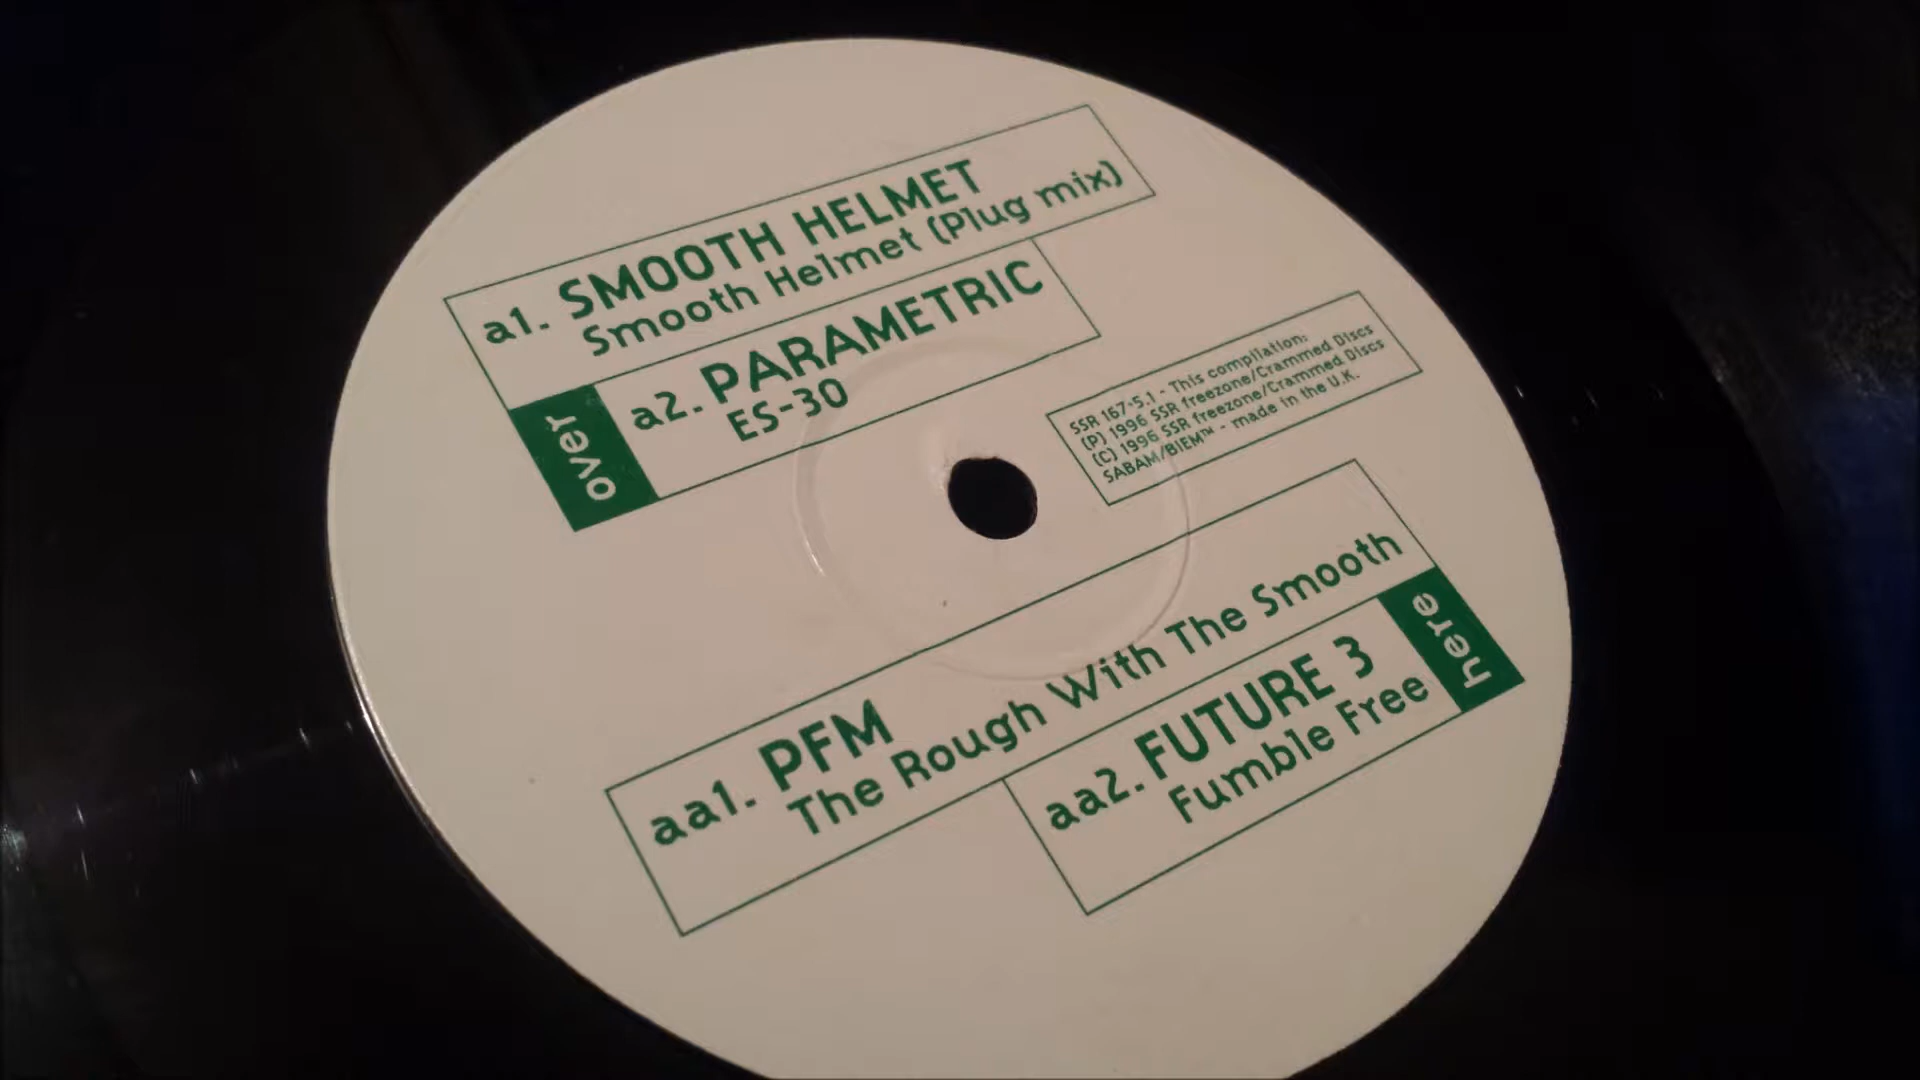 a1. SMOOTH HELMET
Smooth Helmet (Plug mix)
over
a2. PARAMETRIC
ES-30
SSR 167-5.1 - This compilation:
(P) 1996 SSR freezone/Crammed Discs
(C) 1996 SSR freezone/Crammed Discs
SABAM/BIEM™ - made in the U.K.
aa1. PFM
The Rough With The Smooth
aa2. FUTURE 3
Fumble Free
here